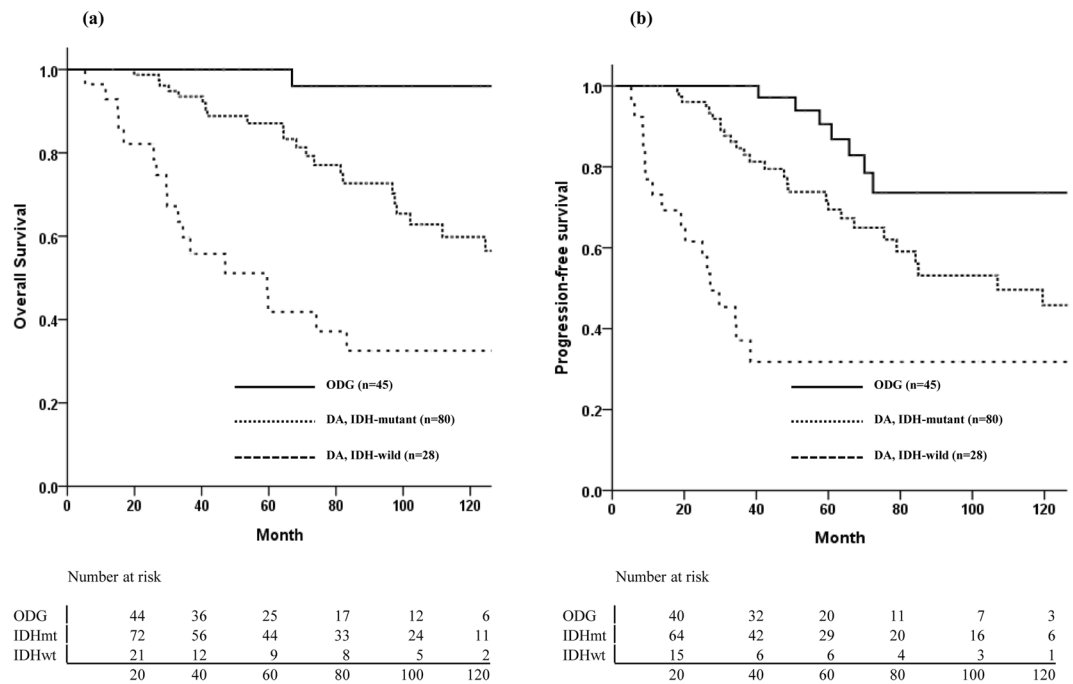 (a)
Overall Survival
1.0
0.8
0.6
0.4
0.2
0.0
ODG (n=45)
DA, IDH-mutant (n=80)
DA, IDH-wild (n=28)
0 20 40 60 80 100 120
Month
Number at risk
ODG 44 36 25 17 12 6
IDHmt 72 56 44 33 24 11
IDHwt 21 12 9 8 5 2
20 40 60 80 100 120
(b)
Progression-free survival
1.0
0.8
0.6
0.4
0.2
0.0
ODG (n=45)
DA, IDH-mutant (n=80)
DA, IDH-wild (n=28)
0 20 40 60 80 100 120
Month
Number at risk
ODG 40 32 20 11 7 3
IDHmt 64 42 29 20 16 6
IDHwt 15 6 6 4 3 1
20 40 60 80 100 120